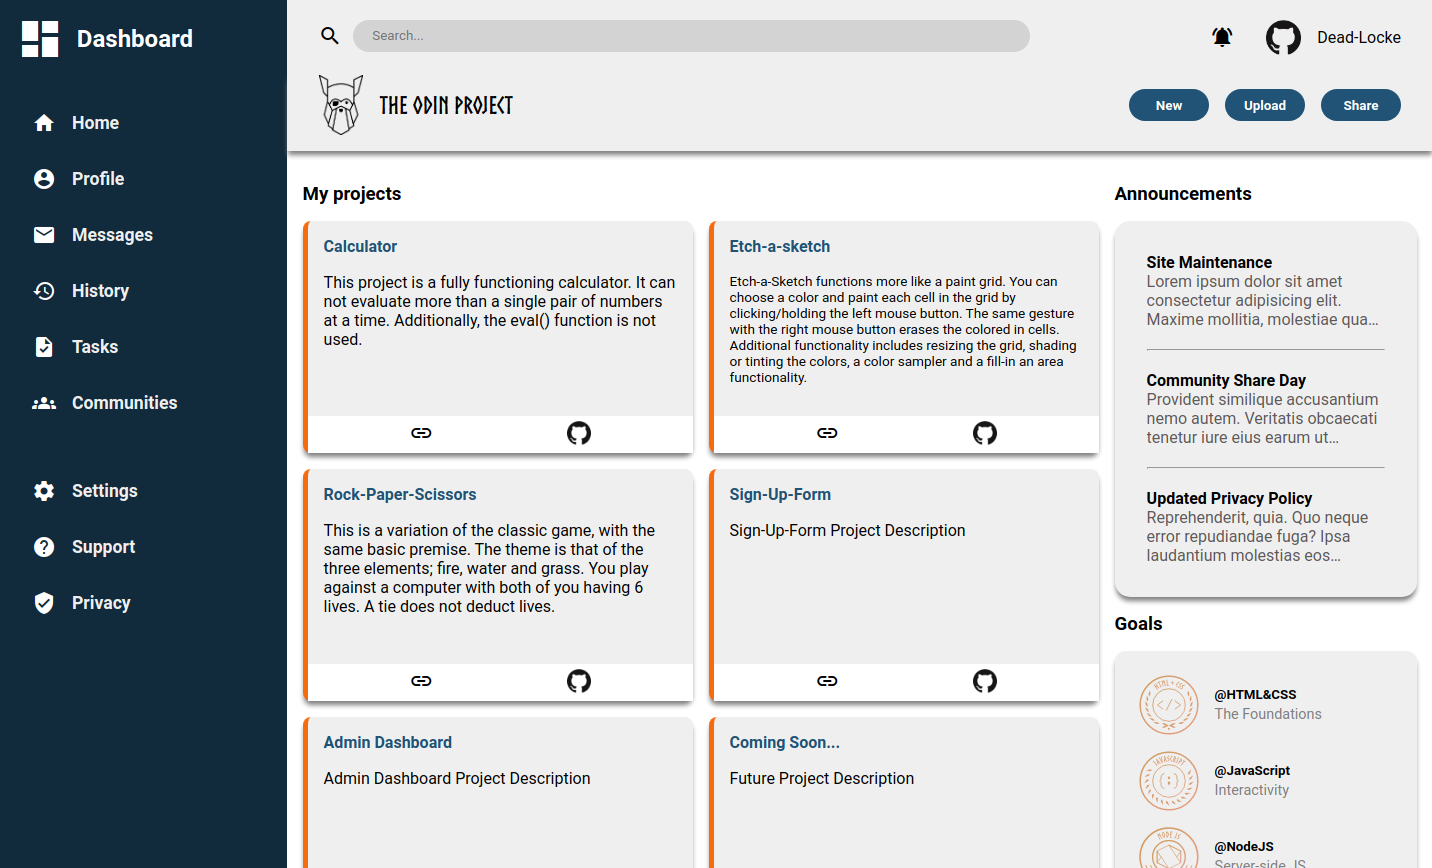 Dashboard
Home
Profile
Messages
History
Tasks
Communities
Settings
Support
Privacy
Search...
Dead-Locke
THE ODIN PROJECT
New
Upload
Share
My projects
Calculator
This project is a fully functioning calculator. It can
not evaluate more than a single pair of numbers
at a time. Additionally, the eval() function is not
used.
Etch-a-sketch
Etch-a-Sketch functions more like a paint grid. You can
choose a color and paint each cell in the grid by
clicking/holding the left mouse button. The same gesture
with the right mouse button erases the colored in cells.
Additional functionality includes resizing the grid, shading
or tinting the colors, a color sampler and a fill-in an area
functionality.
Rock-Paper-Scissors
This is a variation of the classic game, with the
same basic premise. The theme is that of the
three elements; fire, water and grass. You play
against a computer with both of you having 6
lives. A tie does not deduct lives.
Sign-Up-Form
Sign-Up-Form Project Description
Admin Dashboard
Admin Dashboard Project Description
Coming Soon...
Future Project Description
Announcements
Site Maintenance
Lorem ipsum dolor sit amet
consectetur adipisicing elit.
Maxime mollitia, molestiae qua...
Community Share Day
Provident similique accusantium
nemo autem. Veritatis obcaecati
tenetur iure eius earum ut...
Updated Privacy Policy
Reprehenderit, quia. Quo neque
error repudiandae fuga? Ipsa
laudantium molestias eos...
Goals
HTML + CSS
</>
@HTML&CSS
The Foundations
JAVASCRIPT
{;}
@JavaScript
Interactivity
NODE JS
@NodeJS
Server-side JS